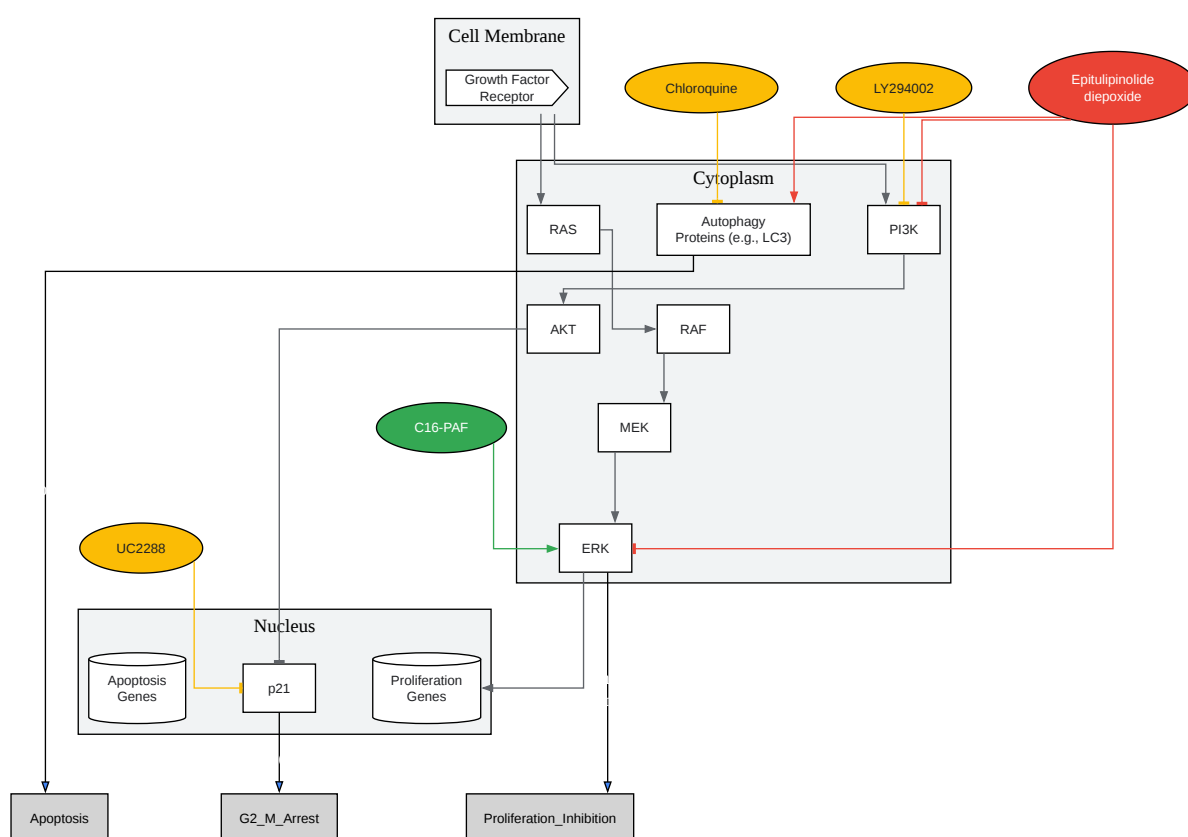 Cell Membrane
Growth Factor
Receptor
Chloroquine
LY294002
Epitulipinolide
diepoxide
Cytoplasm
RAS
Autophagy
Proteins (e.g., LC3)
PI3K
AKT
RAF
C16-PAF
MEK
UC2288
ERK
Nucleus
Apoptosis
Genes
p21
Proliferation
Genes
Apoptosis
G2_M_Arrest
Proliferation_Inhibition